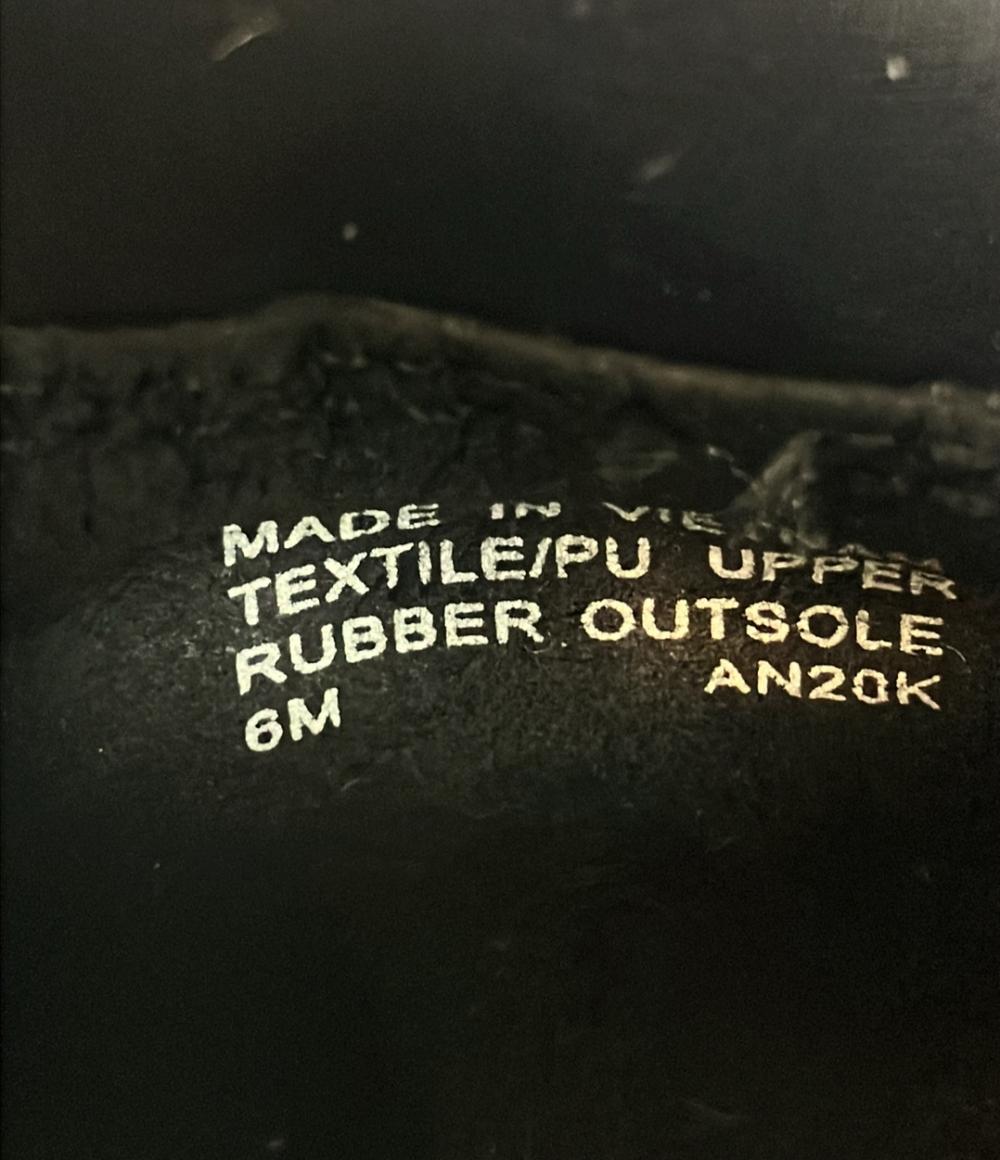 MADE IN
TEXTILE/PU UPPER
RUBBER OUTSOLE
6M AN20K